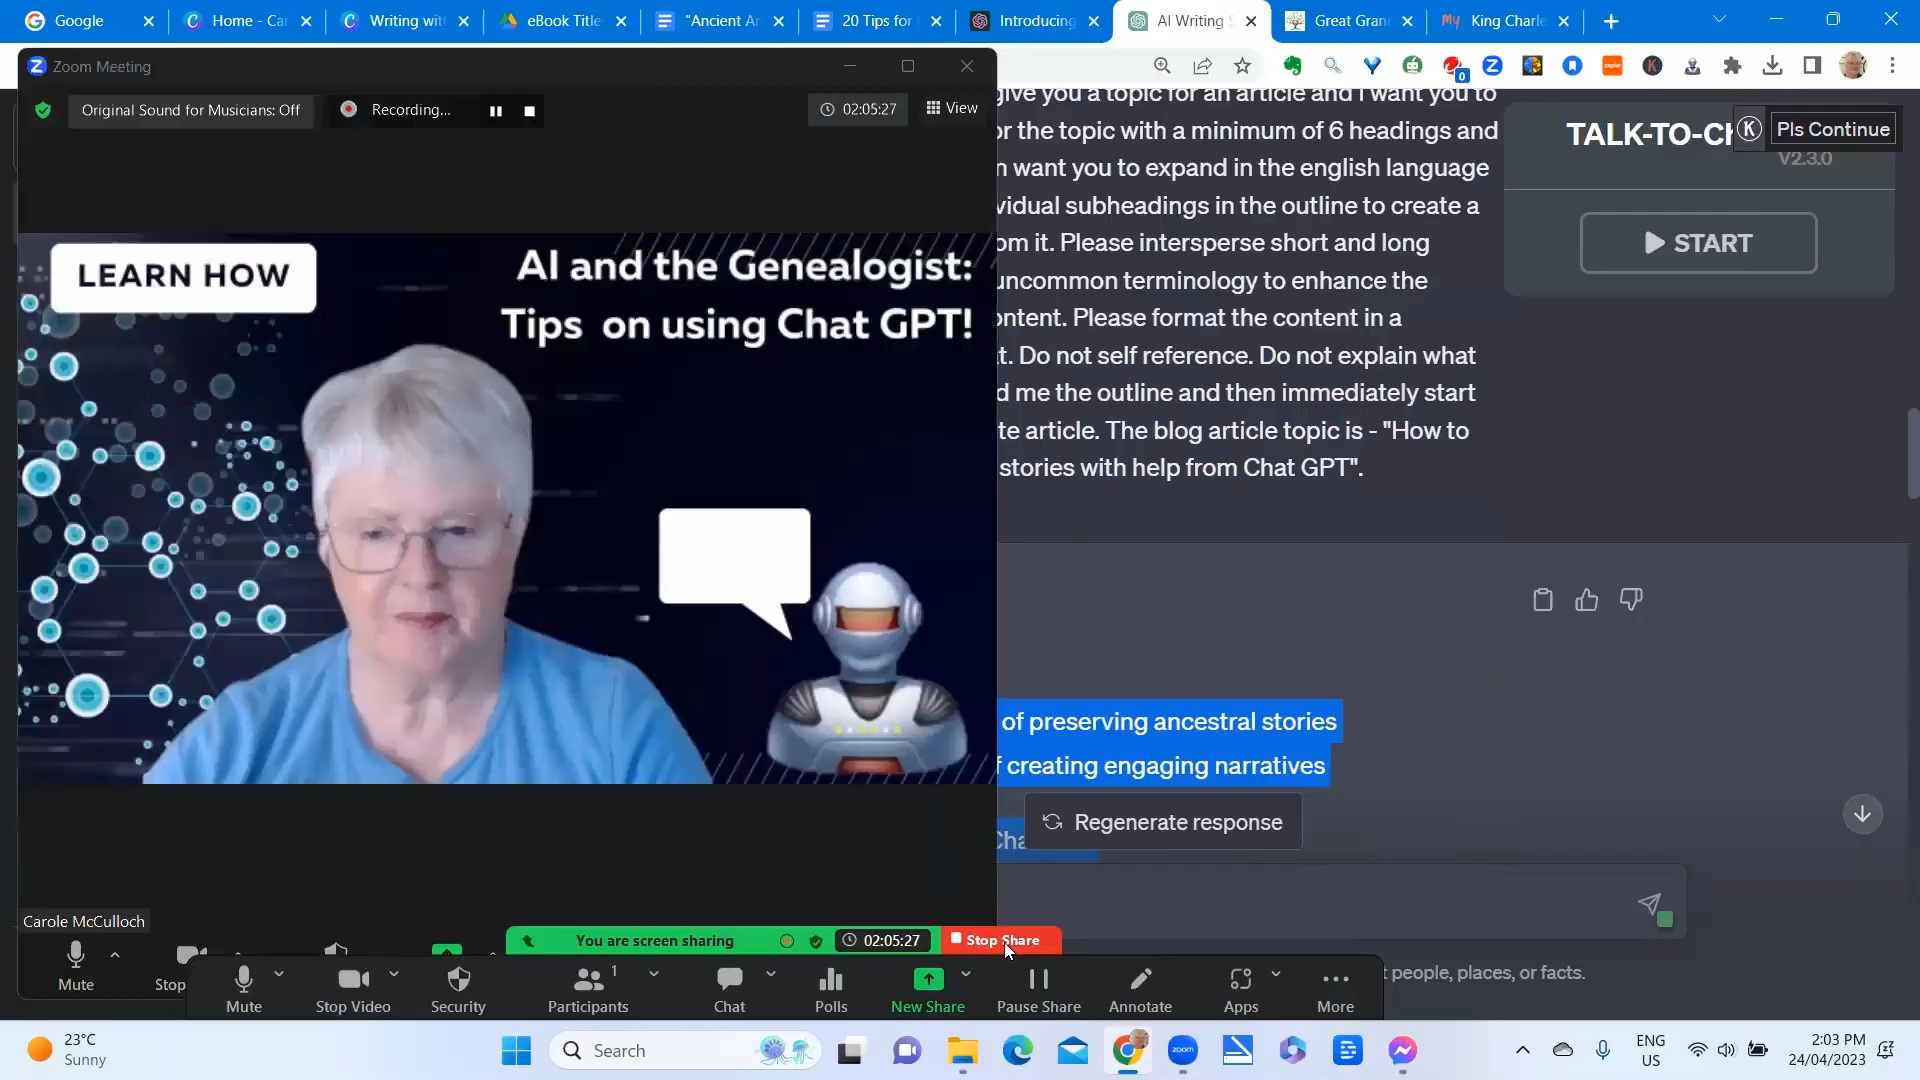 Google
Home - Ca
Writing wit
eBook Title
"Ancient An
20 Tips for
Introducing
AI Writing S
Great Gran
King Charle
Zoom Meeting
0
Original Sound for Musicians: Off
Recording...
02:05:27
View
give you a topic for an article and I want you to
or the topic with a minimum of 6 headings and
n want you to expand in the english language
vidual subheadings in the outline to create a
om it. Please intersperse short and long
uncommon terminology to enhance the
ontent. Please format the content in a
t. Do not self reference. Do not explain what
d me the outline and then immediately start
te article. The blog article topic is - "How to
stories with help from Chat GPT".
TALK-TO-CH
K
Pls Continue
V2.3.0
START
LEARN HOW
AI and the Genealogist:
Tips on using Chat GPT!
of preserving ancestral stories
f creating engaging narratives
Cha
Regenerate response
Carole McCulloch
You are screen sharing
02:05:27
Stop Share
Mute
Stop
Mute
Stop Video
Security
1
Participants
Chat
Polls
New Share
Pause Share
Annotate
Apps
More
t people, places, or facts.
23°C
Sunny
Search
zoom
ENG
US
2:03 PM
24/04/2023